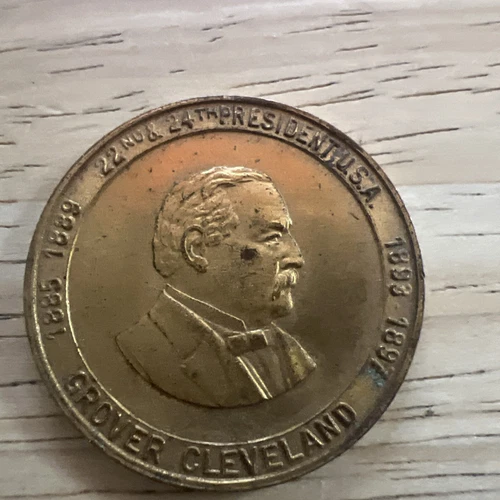 22ND & 24TH PRESIDENT·U.S.A.
1885 1889
1893 1897
GROVER CLEVELAND